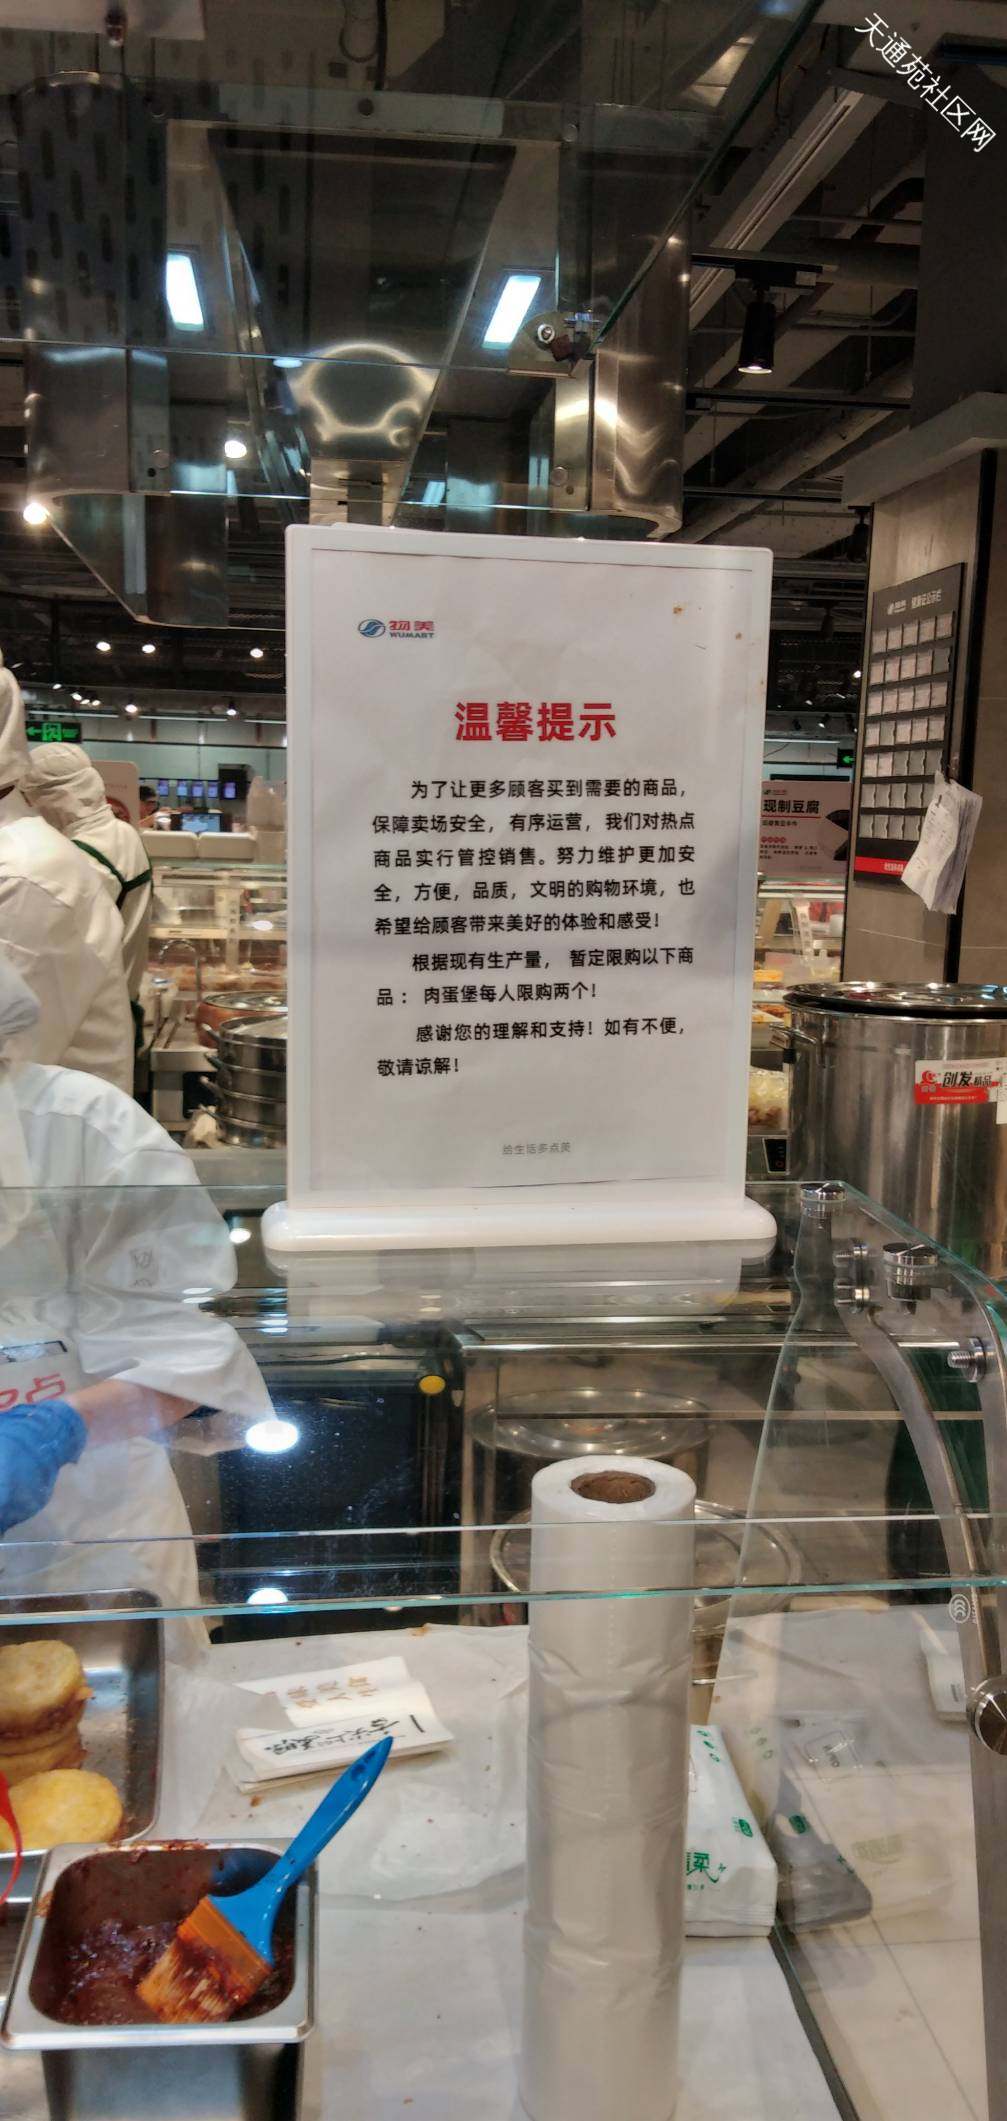 天通苑社区网
物美
WUMART
温馨提示
为了让更多顾客买到需要的商品，
保障卖场安全，有序运营，我们对热点
商品实行管控销售。努力维护更加安
全，方便，品质，文明的购物环境，也
希望给顾客带来美好的体验和感受！
根据现有生产量， 暂定限购以下商
品： 肉蛋堡每人限购两个！
感谢您的理解和支持！如有不便，
敬请谅解！
给生活多点美
现制豆腐
创发 精品